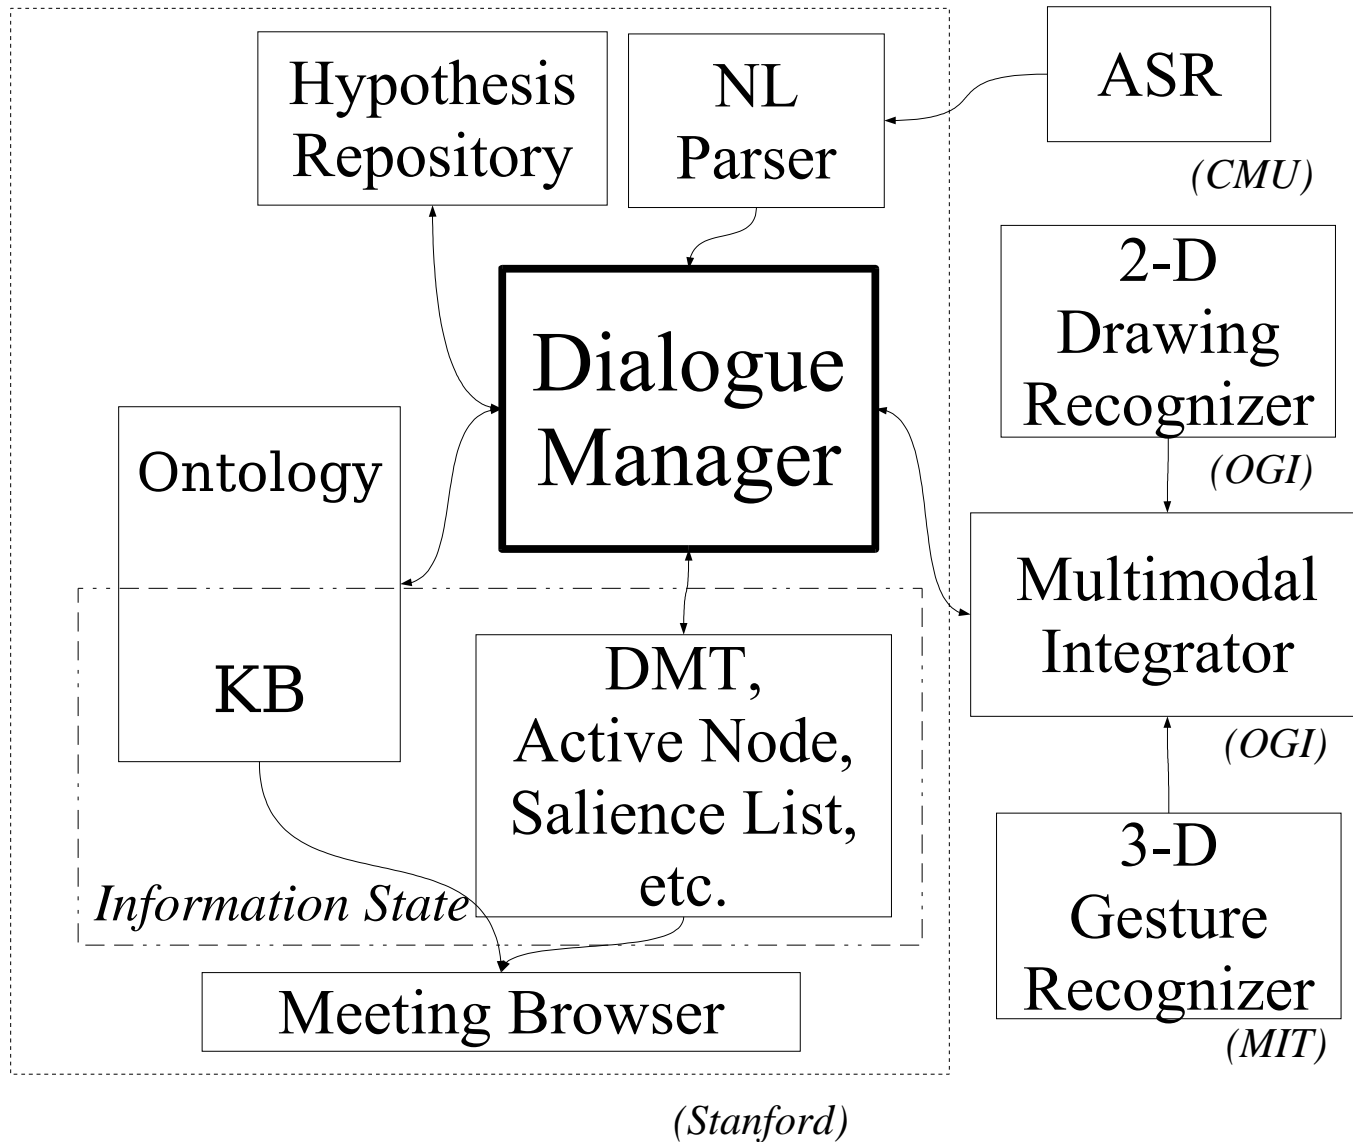 Hypothesis
Repository
NL
Parser
ASR
(CMU)
2-D
Drawing
Recognizer
(OGI)
Dialogue
Manager
Ontology
KB
Multimodal
Integrator
(OGI)
DMT,
Active Node,
Salience List,
etc.
Information State
3-D
Gesture
Recognizer
(MIT)
Meeting Browser
(Stanford)